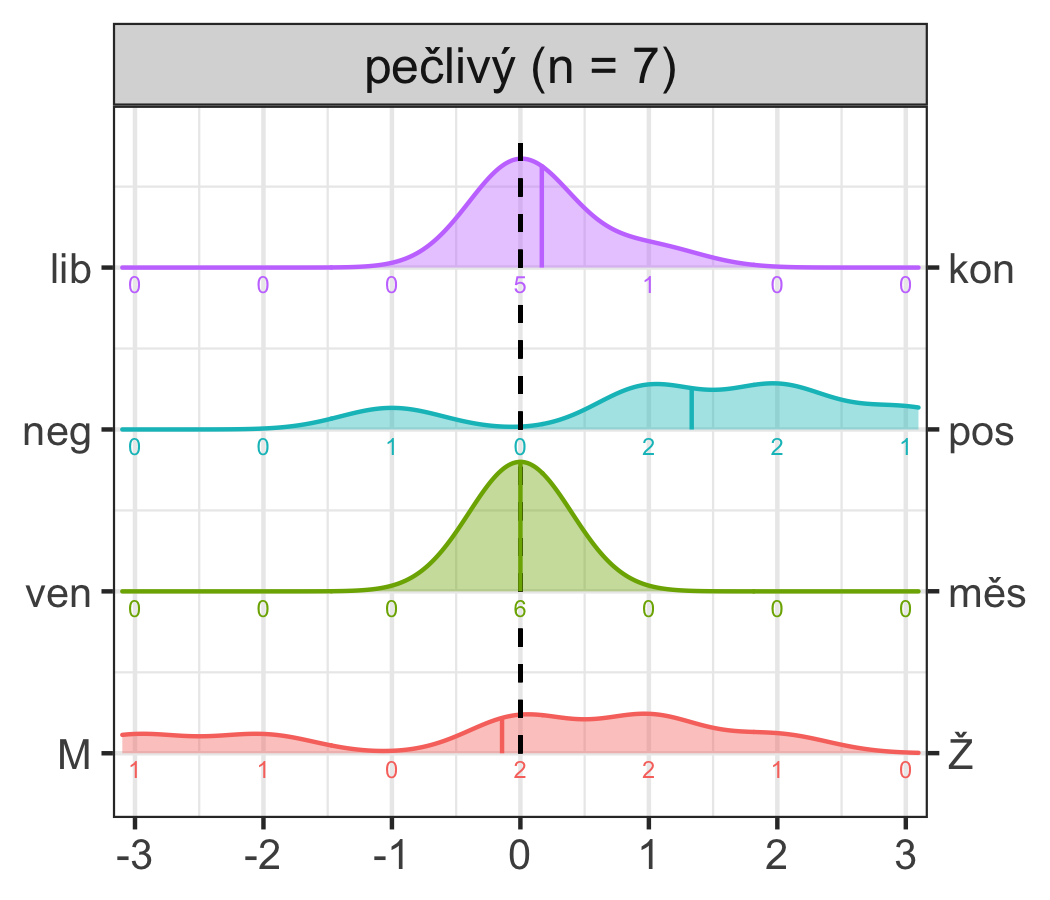 pečlivý (n = 7)
lib kon
0 0 0 5 1 0 0
neg pos
0 0 1 0 2 2 1
ven měs
0 0 0 6 0 0 0
M Ž
1 1 0 2 2 1 0
-3 -2 -1 0 1 2 3